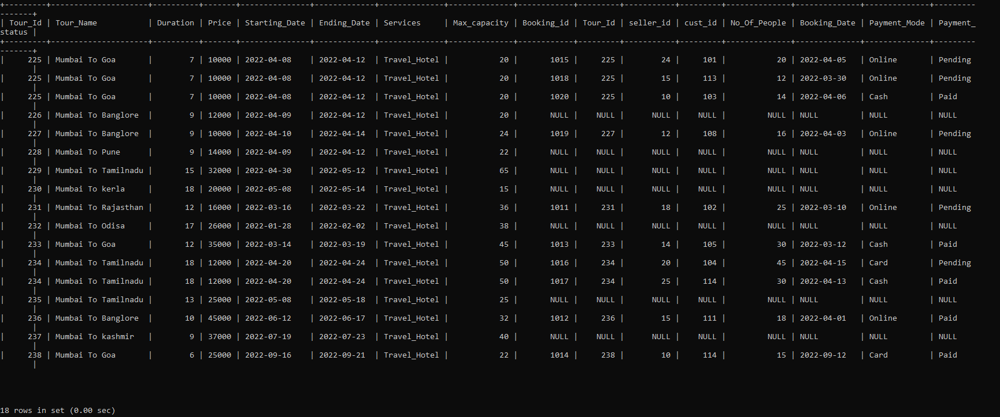 +---------+---------------------+----------+-------+---------------+-------------+--------------+--------------+------------+---------+-----------+---------+--------------+--------------+--------------+---------
-------+
| Tour_Id | Tour_Name           | Duration | Price | Starting_Date | Ending_Date | Services     | Max_capacity | Booking_id | Tour_Id | seller_id | cust_id | No_Of_People | Booking_Date | Payment_Mode | Payment_
status |
+---------+---------------------+----------+-------+---------------+-------------+--------------+--------------+------------+---------+-----------+---------+--------------+--------------+--------------+---------
-------+
|     225 | Mumbai To Goa       |        7 | 10000 | 2022-04-08    | 2022-04-12  | Travel_Hotel |           20 |       1015 |     225 |        24 |     101 |           20 | 2022-04-05   | Online       | Pending
       |
|     225 | Mumbai To Goa       |        7 | 10000 | 2022-04-08    | 2022-04-12  | Travel_Hotel |           20 |       1018 |     225 |        15 |     113 |           12 | 2022-03-30   | Online       | Pending
       |
|     225 | Mumbai To Goa       |        7 | 10000 | 2022-04-08    | 2022-04-12  | Travel_Hotel |           20 |       1020 |     225 |        10 |     103 |           14 | 2022-04-06   | Cash         | Paid
       |
|     226 | Mumbai To Banglore  |        9 | 12000 | 2022-04-09    | 2022-04-12  | Travel_Hotel |           20 |       NULL |    NULL |      NULL |    NULL |         NULL | NULL         | NULL         | NULL
       |
|     227 | Mumbai To Banglore  |        9 | 10000 | 2022-04-10    | 2022-04-14  | Travel_Hotel |           24 |       1019 |     227 |        12 |     108 |           16 | 2022-04-03   | Online       | Pending
       |
|     228 | Mumbai To Pune      |        9 | 14000 | 2022-04-09    | 2022-04-12  | Travel_Hotel |           22 |       NULL |    NULL |      NULL |    NULL |         NULL | NULL         | NULL         | NULL
       |
|     229 | Mumbai To Tamilnadu |       15 | 32000 | 2022-04-30    | 2022-05-12  | Travel_Hotel |           65 |       NULL |    NULL |      NULL |    NULL |         NULL | NULL         | NULL         | NULL
       |
|     230 | Mumbai To kerla     |       18 | 20000 | 2022-05-08    | 2022-05-14  | Travel_Hotel |           15 |       NULL |    NULL |      NULL |    NULL |         NULL | NULL         | NULL         | NULL
       |
|     231 | Mumbai To Rajasthan |       12 | 16000 | 2022-03-16    | 2022-03-22  | Travel_Hotel |           36 |       1011 |     231 |        18 |     102 |           25 | 2022-03-10   | Online       | Pending
       |
|     232 | Mumbai To Odisa     |       17 | 26000 | 2022-01-28    | 2022-02-02  | Travel_Hotel |           38 |       NULL |    NULL |      NULL |    NULL |         NULL | NULL         | NULL         | NULL
       |
|     233 | Mumbai To Goa       |       12 | 35000 | 2022-03-14    | 2022-03-19  | Travel_Hotel |           45 |       1013 |     233 |        14 |     105 |           30 | 2022-03-12   | Cash         | Paid
       |
|     234 | Mumbai To Tamilnadu |       18 | 12000 | 2022-04-20    | 2022-04-24  | Travel_Hotel |           50 |       1016 |     234 |        20 |     104 |           45 | 2022-04-15   | Card         | Pending
       |
|     234 | Mumbai To Tamilnadu |       18 | 12000 | 2022-04-20    | 2022-04-24  | Travel_Hotel |           50 |       1017 |     234 |        25 |     114 |           30 | 2022-04-13   | Cash         | Paid
       |
|     235 | Mumbai To Tamilnadu |       13 | 25000 | 2022-05-08    | 2022-05-18  | Travel_Hotel |           25 |       NULL |    NULL |      NULL |    NULL |         NULL | NULL         | NULL         | NULL
       |
|     236 | Mumbai To Banglore  |       10 | 45000 | 2022-06-12    | 2022-06-17  | Travel_Hotel |           32 |       1012 |     236 |        15 |     111 |           18 | 2022-04-01   | Online       | Paid
       |
|     237 | Mumbai To kashmir   |        9 | 37000 | 2022-07-19    | 2022-07-23  | Travel_Hotel |           40 |       NULL |    NULL |      NULL |    NULL |         NULL | NULL         | NULL         | NULL
       |
|     238 | Mumbai To Goa       |        6 | 25000 | 2022-09-16    | 2022-09-21  | Travel_Hotel |           22 |       1014 |     238 |        10 |     114 |           15 | 2022-09-12   | Card         | Paid
       |
18 rows in set (0.00 sec)